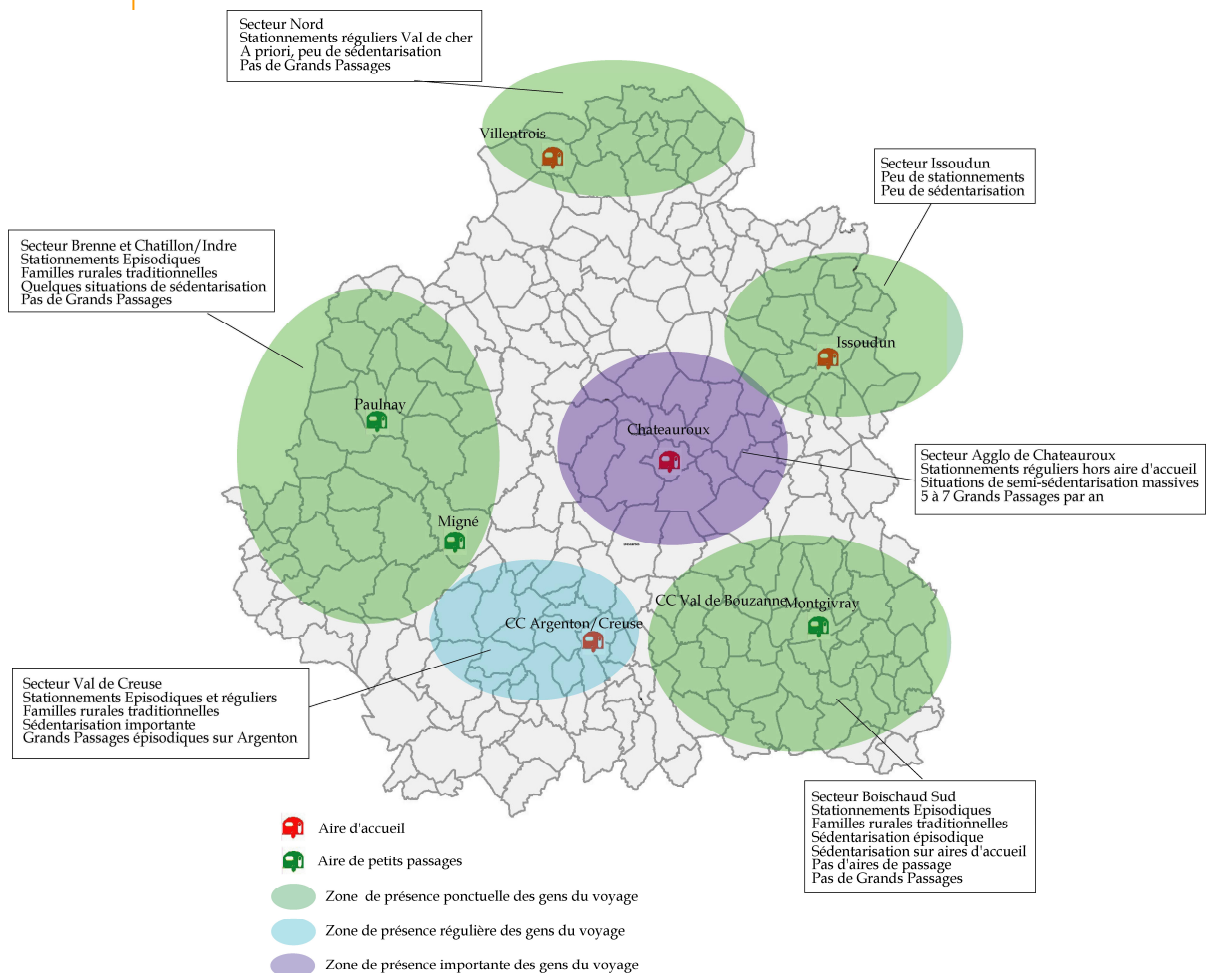 Secteur Nord
Stationnements réguliers Val de cher
A priori, peu de sédentarisation
Pas de Grands Passages
Villentrois
Secteur Issoudun
Peu de stationnements
Peu de sédentarisation
Secteur Brenne et Chatillon/Indre
Stationnements Episodiques
Familles rurales traditionnelles
Quelques situations de sédentarisation
Pas de Grands Passages
Issoudun
Paulnay
Chateauroux
Secteur Agglo de Chateauroux
Stationnements réguliers hors aire d'accueil
Situations de semi-sédentarisation massives
5 à 7 Grands Passages par an
Migné
CC Val de Bouzanne
Montgivray
CC Argenton/Creuse
Secteur Val de Creuse
Stationnements Episodiques et réguliers
Familles rurales traditionnelles
Sédentarisation importante
Grands Passages épisodiques sur Argenton
Secteur Boischaud Sud
Stationnements Episodiques
Familles rurales traditionnelles
Sédentarisation épisodique
Sédentarisation sur aires d'accueil
Pas d'aires de passage
Pas de Grands Passages
Aire d'accueil
Aire de petits passages
Zone de présence ponctuelle des gens du voyage
Zone de présence régulière des gens du voyage
Zone de présence importante des gens du voyage